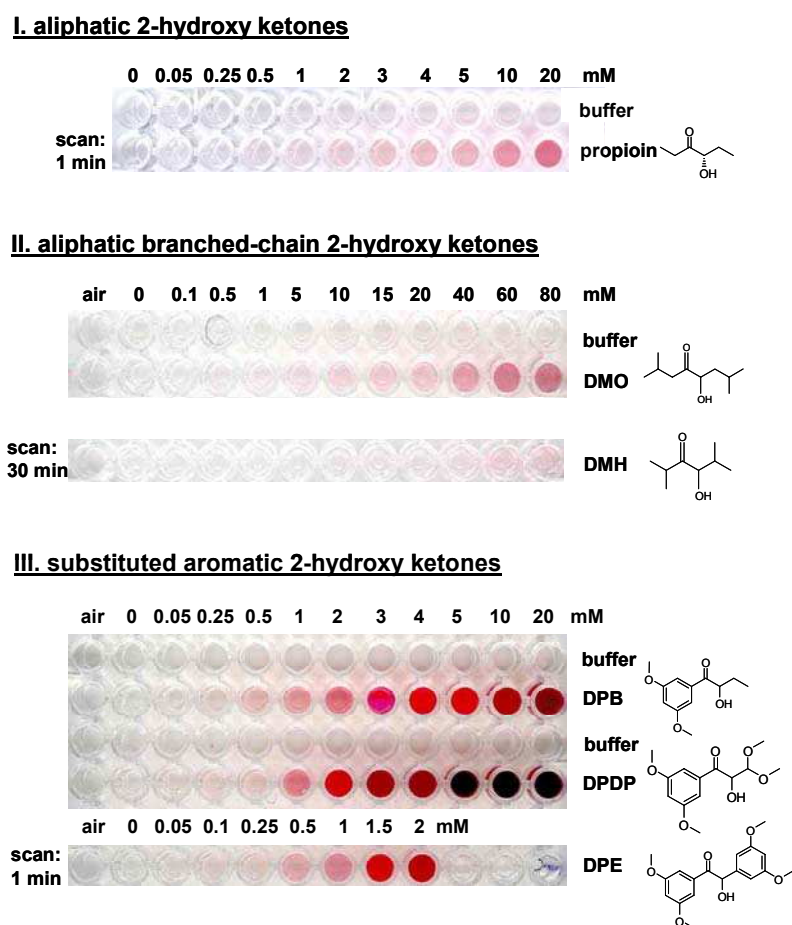 I. aliphatic 2-hydroxy ketones
0 0.05 0.25 0.5 1 2 3 4 5 10 20 mM
buffer
scan:
1 min
propioin
O
OH
II. aliphatic branched-chain 2-hydroxy ketones
air 0 0.1 0.5 1 5 10 15 20 40 60 80 mM
buffer
DMO
O
OH
scan:
30 min
DMH
O
OH
III. substituted aromatic 2-hydroxy ketones
air 0 0.05 0.25 0.5 1 2 3 4 5 10 20 mM
buffer
DPB
O
O
OH
O
buffer
DPDP
O
O
O
O
OH
O
air 0 0.05 0.1 0.25 0.5 1 1.5 2 mM
scan:
1 min
DPE
O
O
O
O
OH
O